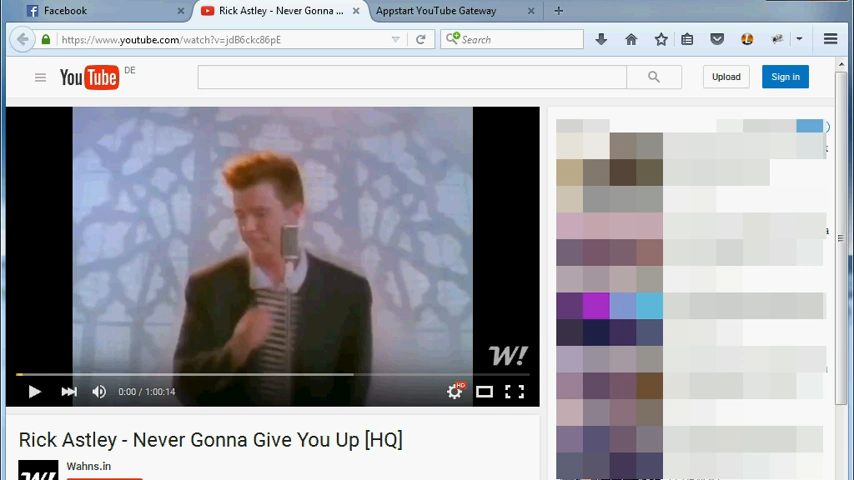 Facebook
Rick Astley - Never Gonna ...
Appstart YouTube Gateway
https://www.youtube.com/watch?v=jdB6ckc86pE
Search
YouTube DE
Upload
Sign in
W!
HD
0:00 / 1:00:14
Rick Astley - Never Gonna Give You Up [HQ]
Wahns.in